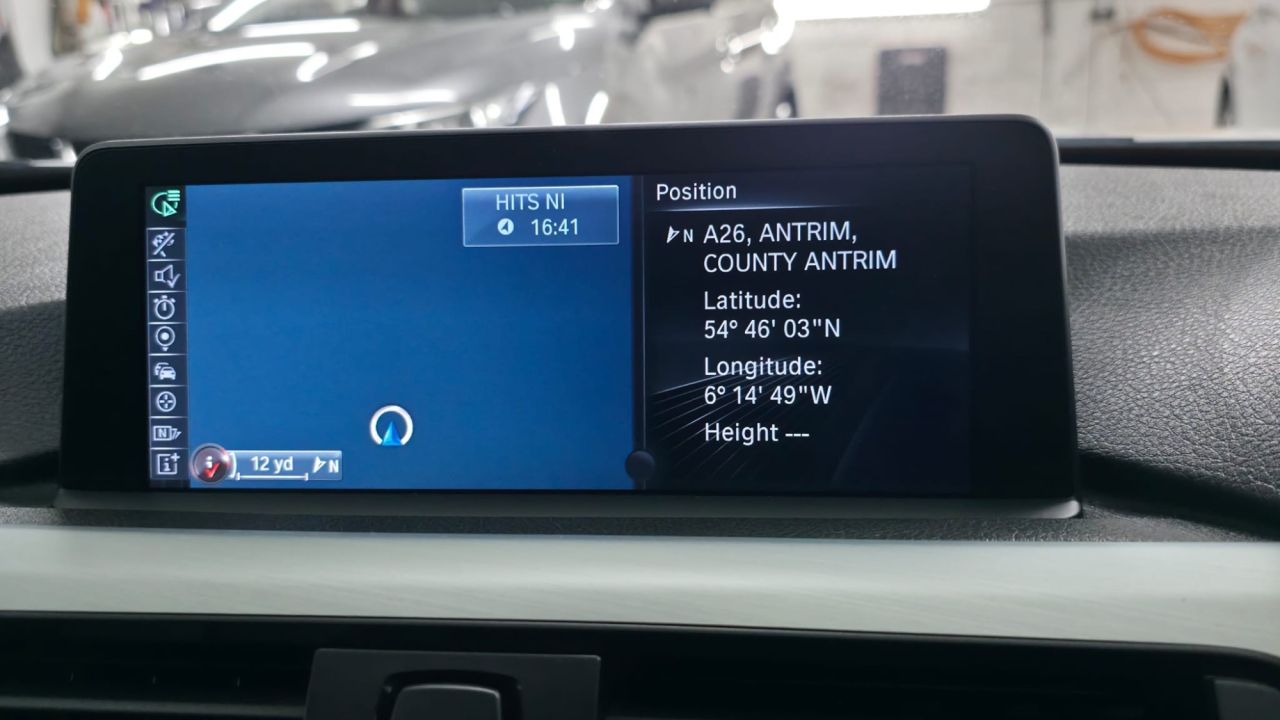 HITS NI
16:41
12 yd
N
N
i
Position
N A26, ANTRIM,
COUNTY ANTRIM
Latitude:
54° 46' 03"N
Longitude:
6° 14' 49"W
Height ---